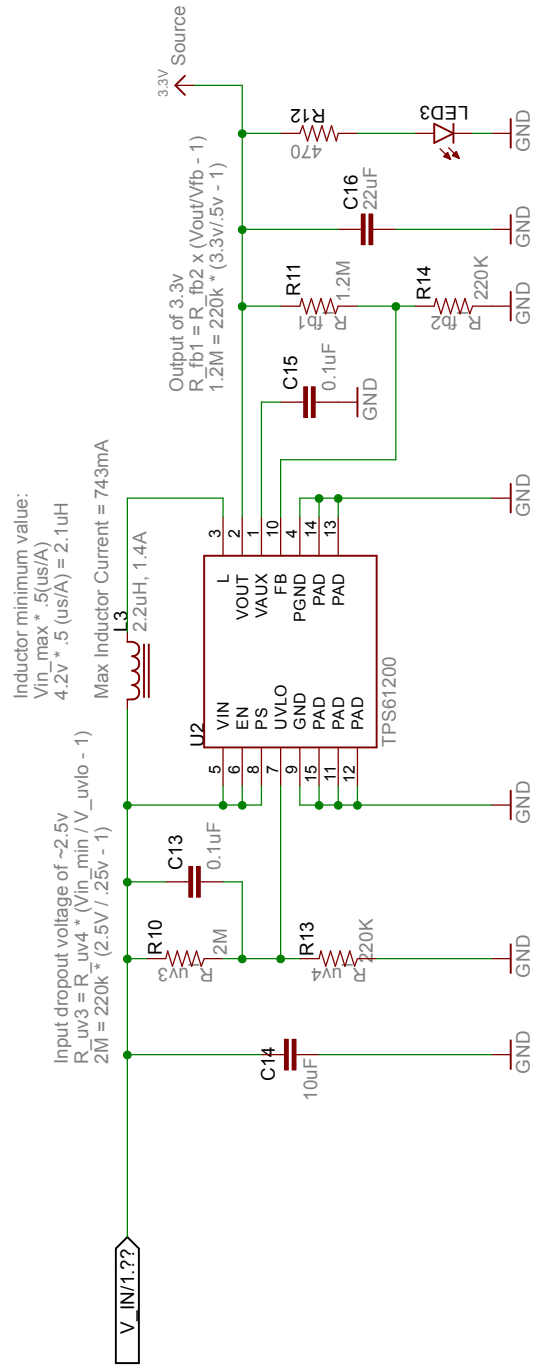 V_IN/1.??
Input dropout voltage of ~2.5v
R_uv3 = R_uv4 * (Vin_min / V_uvlo - 1)
2M = 220k * (2.5V / .25v - 1)
Inductor minimum value:
Vin_max * .5(us/A)
4.2v * .5 (us/A) = 2.1uH
Max Inductor Current = 743mA
L3
2.2uH, 1.4A
Output of 3.3v
R_fb1 = R_fb2 x (Vout/Vfb - 1)
1.2M = 220k * (3.3v/.5v - 1)
3.3V
Source
C14
10uF
GND
R10
R_uv3
2M
R13
R_uv4
220K
GND
C13
0.1uF
U2
TPS61200
5
VIN
6
EN
8
PS
7
UVLO
9
GND
15
PAD
11
PAD
12
PAD
GND
3
L
2
VOUT
1
VAUX
10
FB
4
PGND
14
PAD
13
PAD
GND
C15
0.1uF
GND
R11
R_fb1
1.2M
R14
R_fb2
220K
GND
C16
22uF
GND
R12
470
LED3
GND